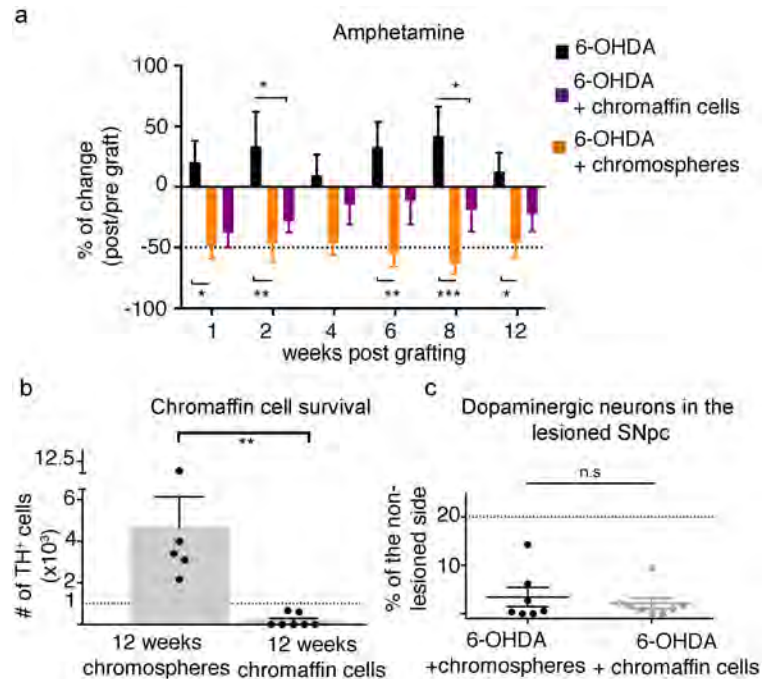 a
Amphetamine
6-OHDA
6-OHDA
+ chromaffin cells
6-OHDA
+ chromospheres
% of change
(post/pre graft)
100
50
0
-50
-100
*
+
*
**
**
***
*
1 2 4 6 8 12
weeks post grafting
b
Chromaffin cell survival
**
# of TH+ cells
(x10³)
12.5
6
4
2
1
12 weeks
chromospheres
12 weeks
chromaffin cells
c
Dopaminergic neurons in the
lesioned SNpc
n.s
% of the non-
lesioned side
20
10
0
6-OHDA
+chromospheres
6-OHDA
+ chromaffin cells